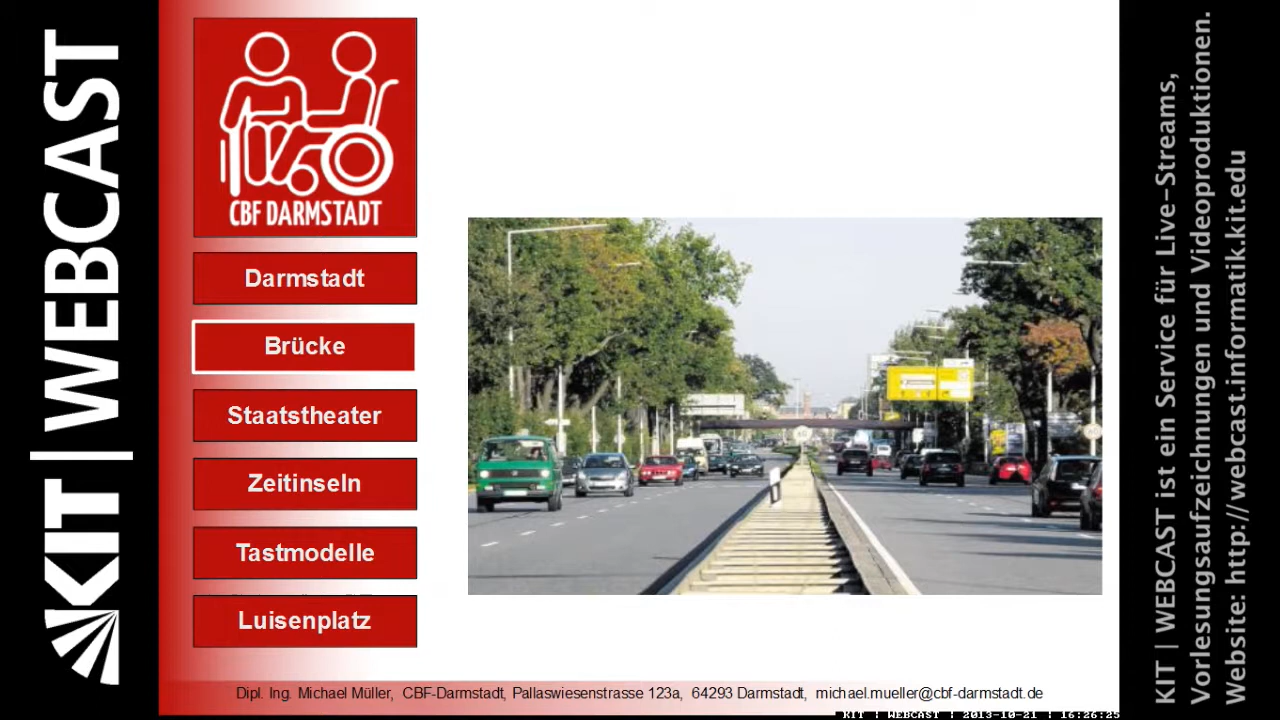 KIT | WEBCAST
CBF DARMSTADT
Darmstadt
Brücke
Staatstheater
Zeitinseln
Tastmodelle
Luisenplatz
Dipl. Ing. Michael Müller, CBF-Darmstadt, Pallaswiesenstrasse 123a, 64293 Darmstadt, michael.mueller@cbf-darmstadt.de
KIT | WEBCAST | 2013-10-21 | 16:26:25
KIT | WEBCAST ist ein Service für Live-Streams,
Vorlesungsaufzeichnungen und Videoproduktionen.
Website: http://webcast.informatik.kit.edu